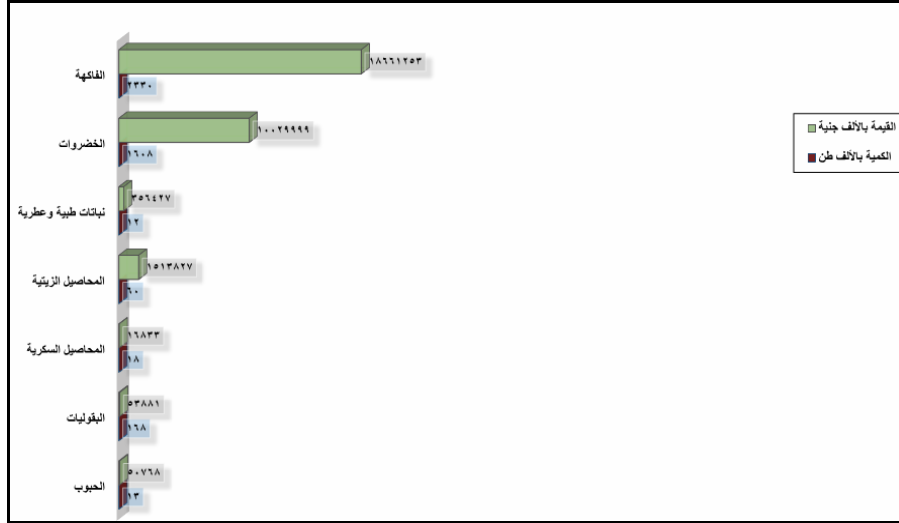 الفاكهة
١٨٦٦١٢٥٣
٢٣٣٠
الخضروات
١٠٠٢٩٩٩٩
١٦٠٨
نباتات طبية وعطرية
٣٥٦٤٢٧
١٢
المحاصيل الزيتية
١٥١٣٨٢٧
٦٠
المحاصيل السكرية
١٦٨٣٣
١٨
البقوليات
٥٣٨٨١
١٦٨
الحبوب
٥٠٧٦٨
١٣
القيمة بالألف جنية
الكمية بالألف طن